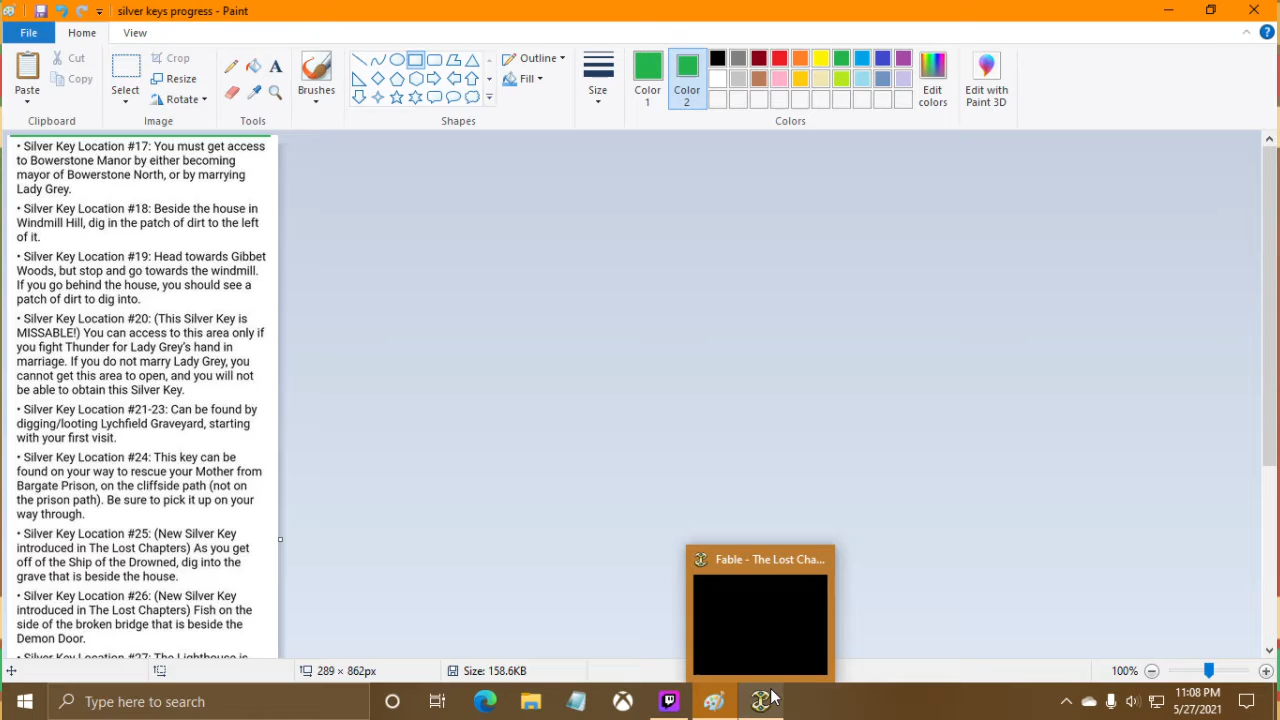 silver keys progress - Paint
File
Home
View
Paste
Cut
Copy
Clipboard
Select
Crop
Resize
Rotate
Image
Tools
Brushes
Outline
Fill
Shapes
Size
Color 1
Color 2
Edit colors
Colors
Edit with Paint 3D
• Silver Key Location #17: You must get access
to Bowerstone Manor by either becoming
mayor of Bowerstone North, or by marrying
Lady Grey.
• Silver Key Location #18: Beside the house in
Windmill Hill, dig in the patch of dirt to the left
of it.
• Silver Key Location #19: Head towards Gibbet
Woods, but stop and go towards the windmill.
If you go behind the house, you should see a
patch of dirt to dig into.
• Silver Key Location #20: (This Silver Key is
MISSABLE!) You can access to this area only if
you fight Thunder for Lady Grey's hand in
marriage. If you do not marry Lady Grey, you
cannot get this area to open, and you will not
be able to obtain this Silver Key.
• Silver Key Location #21-23: Can be found by
digging/looting Lychfield Graveyard, starting
with your first visit.
• Silver Key Location #24: This key can be
found on your way to rescue your Mother from
Bargate Prison, on the cliffside path (not on
the prison path). Be sure to pick it up on your
way through.
• Silver Key Location #25: (New Silver Key
introduced in The Lost Chapters) As you get
off of the Ship of the Drowned, dig into the
grave that is beside the house.
• Silver Key Location #26: (New Silver Key
introduced in The Lost Chapters) Fish on the
side of the broken bridge that is beside the
Demon Door.
• Silver Key Location #27: The Lighthouse is
Fable - The Lost Cha...
289 × 862px
Size: 158.6KB
100%
Type here to search
11:08 PM
5/27/2021